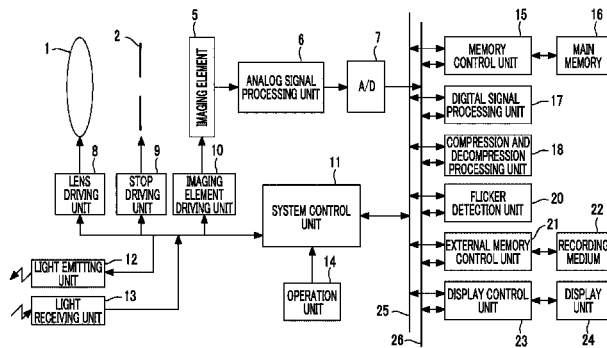 1
2
5
IMAGING ELEMENT
6
ANALOG SIGNAL
PROCESSING UNIT
7
A/D
8
LENS
DRIVING
UNIT
9
STOP
DRIVING
UNIT
10
IMAGING
ELEMENT
DRIVING UNIT
11
SYSTEM CONTROL
UNIT
12
LIGHT EMITTING
UNIT
13
LIGHT
RECEIVING UNIT
14
OPERATION
UNIT
15
MEMORY
CONTROL UNIT
16
MAIN
MEMORY
DIGITAL SIGNAL
PROCESSING UNIT
17
COMPRESSION AND
DECOMPRESSION
PROCESSING UNIT
18
FLICKER
DETECTION UNIT
20
21
EXTERNAL MEMORY
CONTROL UNIT
22
RECORDING
MEDIUM
DISPLAY CONTROL
UNIT
23
DISPLAY
UNIT
24
25
26